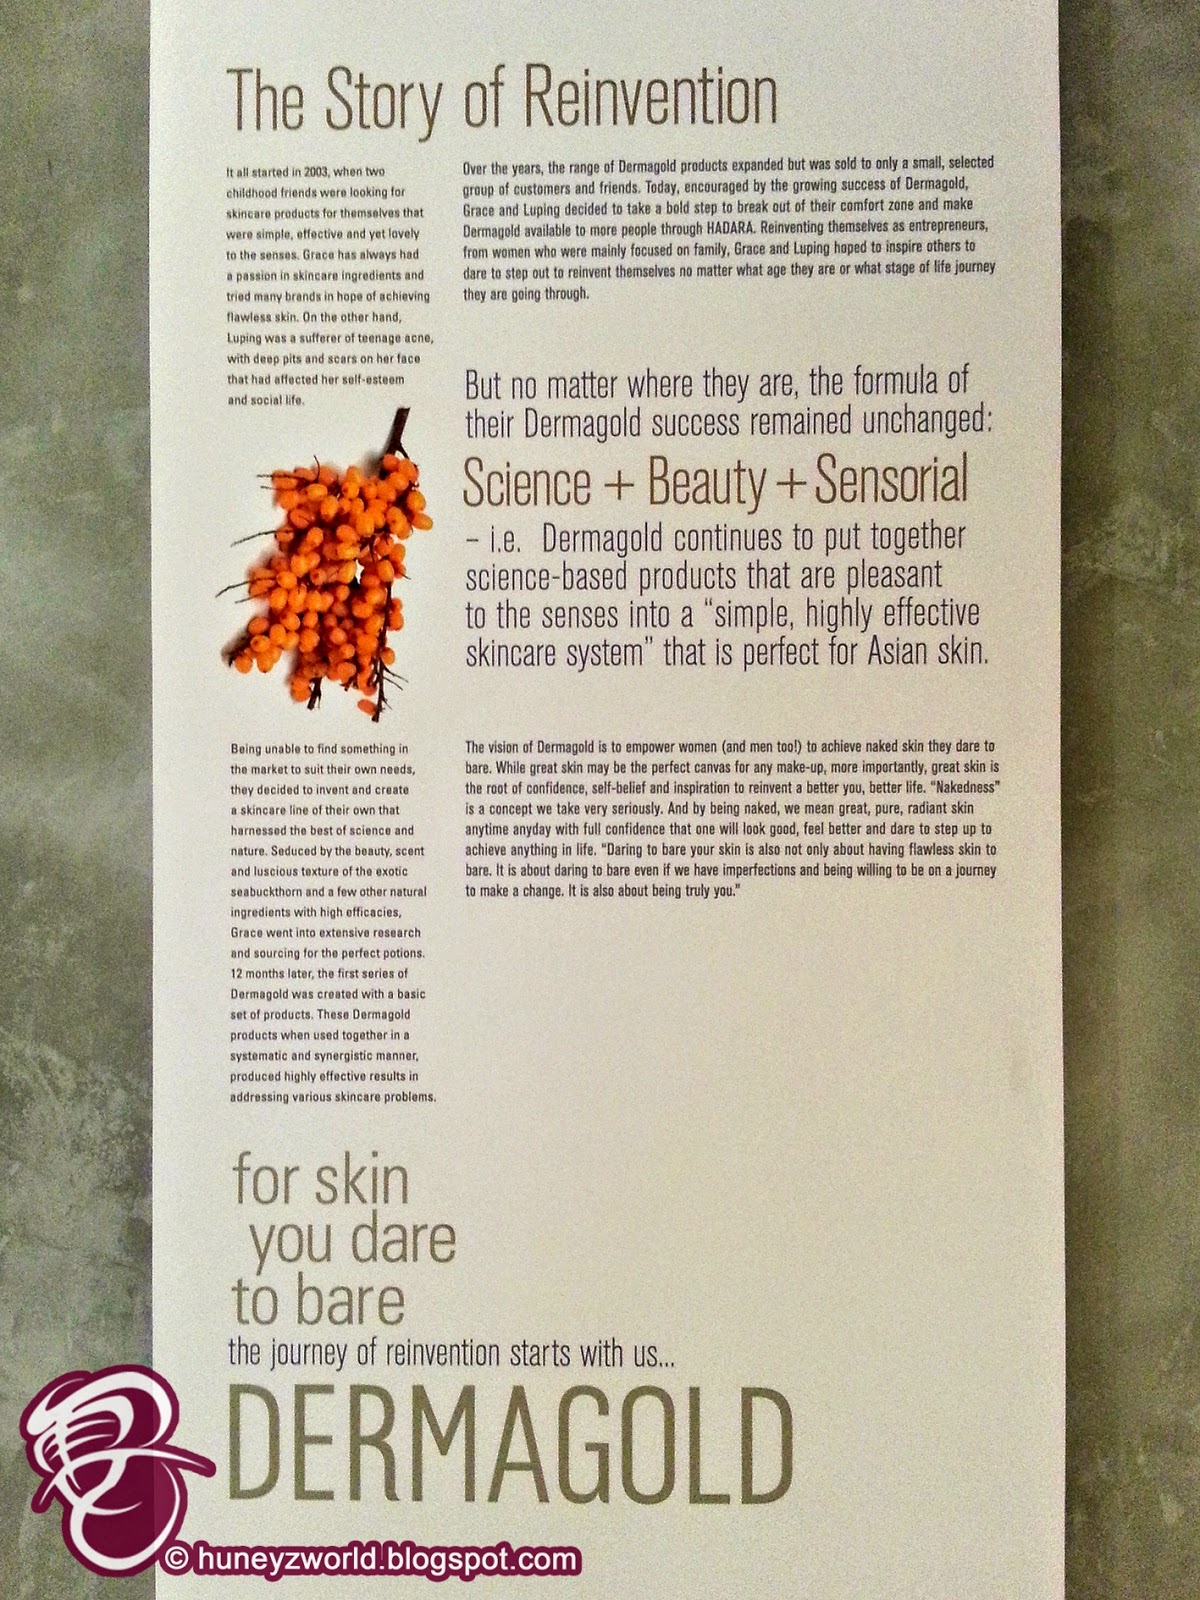 The Story of Reinvention
It all started in 2003, when two
childhood friends were looking for
skincare products for themselves that
were simple, effective and yet lovely
to the senses. Grace has always had
a passion in skincare ingredients and
tried many brands in hope of achieving
flawless skin. On the other hand,
Luping was a sufferer of teenage acne,
with deep pits and scars on her face
that had affected her self-esteem
and social life.
Being unable to find something in
the market to suit their own needs,
they decided to invent and create
a skincare line of their own that
harnessed the best of science and
nature. Seduced by the beauty, scent
and luscious texture of the exotic
seabuckthorn and a few other natural
ingredients with high efficacies,
Grace went into extensive research
and sourcing for the perfect potions.
12 months later, the first series of
Dermagold was created with a basic
set of products. These Dermagold
products when used together in a
systematic and synergistic manner,
produced highly effective results in
addressing various skincare problems.
Over the years, the range of Dermagold products expanded but was sold to only a small, selected
group of customers and friends. Today, encouraged by the growing success of Dermagold,
Grace and Luping decided to take a bold step to break out of their comfort zone and make
Dermagold available to more people through HADARA. Reinventing themselves as entrepreneurs,
from women who were mainly focused on family, Grace and Luping hoped to inspire others to
dare to step out to reinvent themselves no matter what age they are or what stage of life journey
they are going through.
But no matter where they are, the formula of
their Dermagold success remained unchanged:
Science + Beauty + Sensorial
– i.e. Dermagold continues to put together
science-based products that are pleasant
to the senses into a “simple, highly effective
skincare system” that is perfect for Asian skin.
The vision of Dermagold is to empower women (and men too!) to achieve naked skin they dare to
bare. While great skin may be the perfect canvas for any make-up, more importantly, great skin is
the root of confidence, self-belief and inspiration to reinvent a better you, better life. “Nakedness”
is a concept we take very seriously. And by being naked, we mean great, pure, radiant skin
anytime anyday with full confidence that one will look good, feel better and dare to step up to
achieve anything in life. “Daring to bare your skin is also not only about having flawless skin to
bare. It is about daring to bare even if we have imperfections and being willing to be on a journey
to make a change. It is also about being truly you.”
for skin
you dare
to bare
the journey of reinvention starts with us...
DERMAGOLD
© huneyzworld.blogspot.com